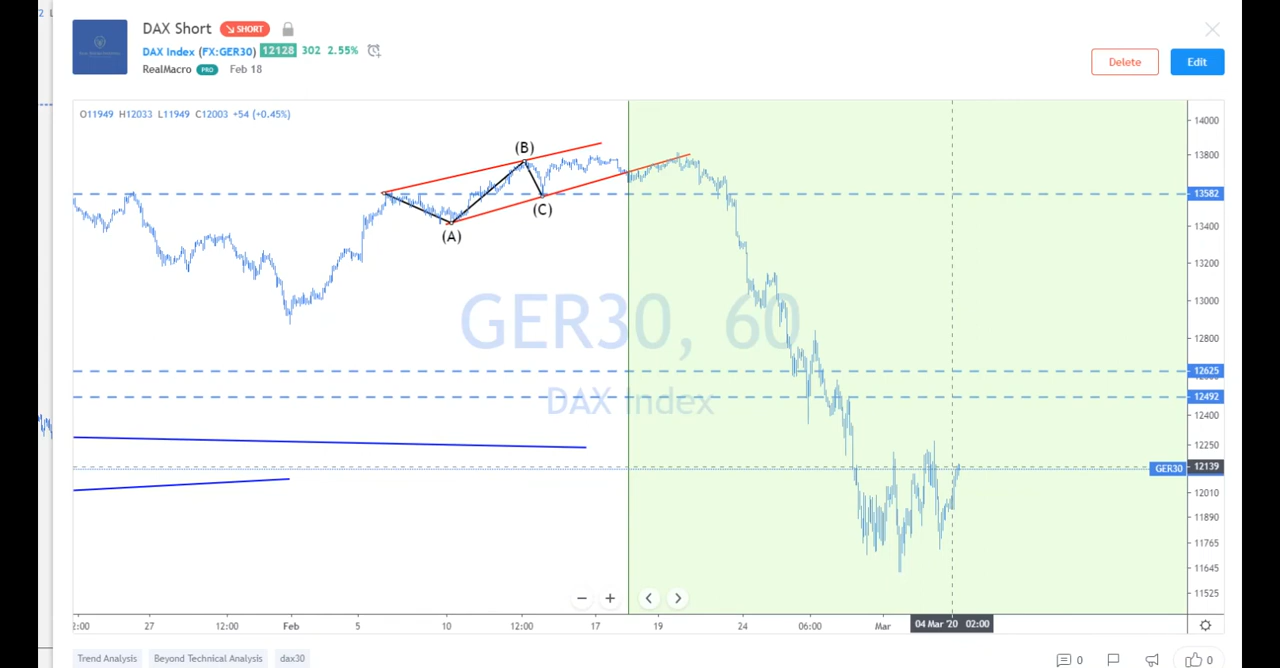 DAX Short SHORT
DAX Index (FX:GER30) 12128 302 2.55%
RealMacro PRO Feb 18
Delete
Edit
O11949 H12033 L11949 C12003 +54 (+0.45%)
GER30, 60
DAX Index
(A)
(B)
(C)
14000
13800
13582
13400
13200
13000
12800
12625
12492
12400
12250
GER30 12139
12010
11890
11765
11645
11525
2:00 27 12:00 Feb 5 10 12:00 17 19 24 06:00 Mar 04 Mar '20 02:00
Trend Analysis Beyond Technical Analysis dax30
0 0